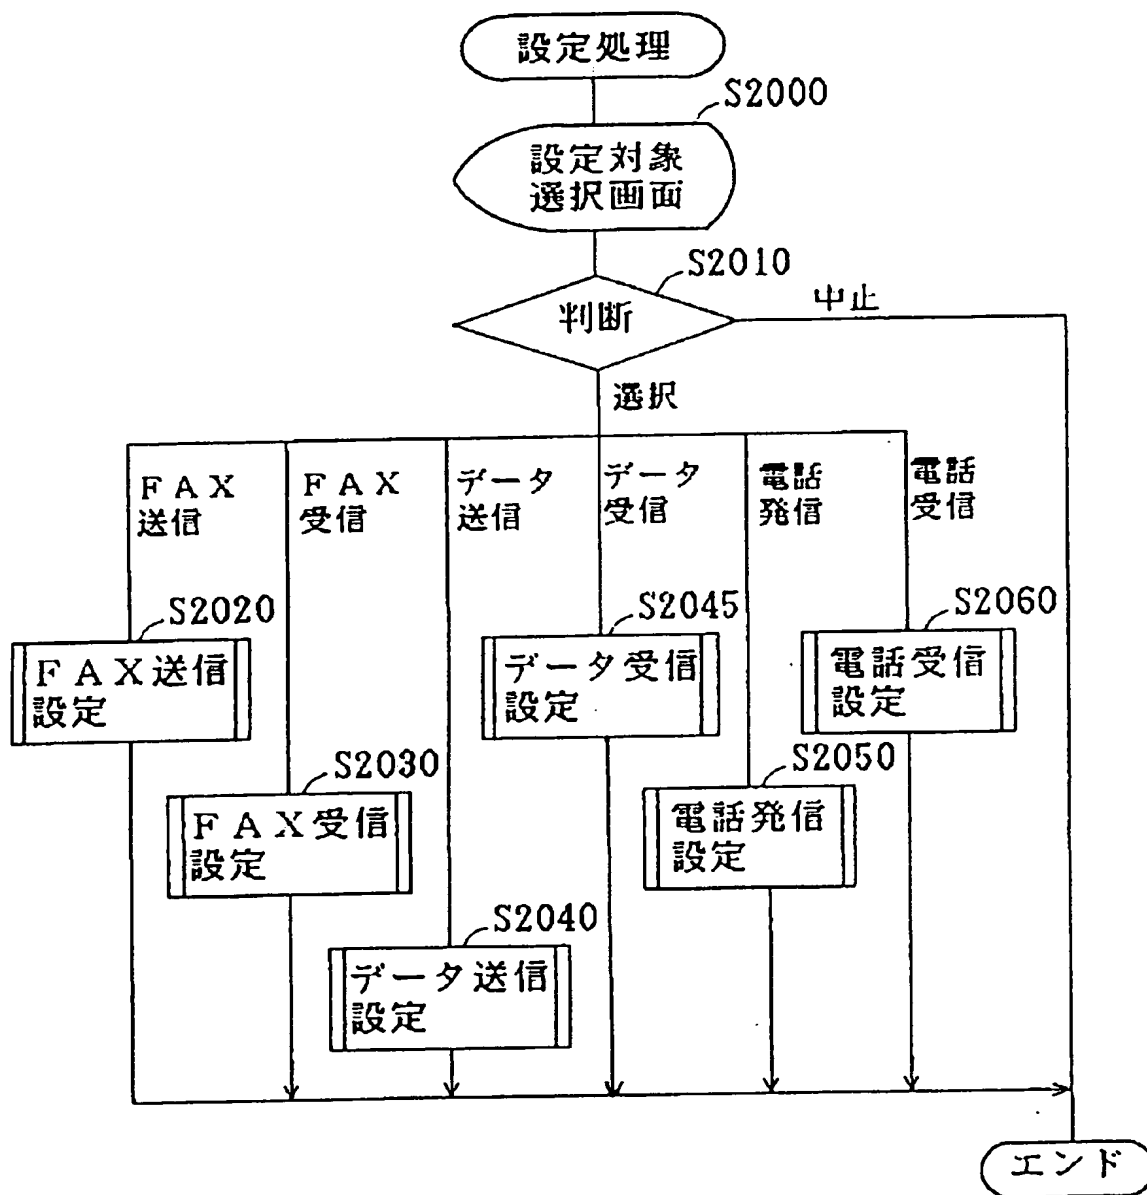 設定処理
S2000
設定対象
選択画面
S2010
判断
中止
選択
ＦＡＸ
送信
ＦＡＸ
受信
データ
送信
データ
受信
電話
発信
電話
受信
S2020
ＦＡＸ送信
設定
S2045
データ受信
設定
S2060
電話受信
設定
S2030
ＦＡＸ受信
設定
S2050
電話発信
設定
S2040
データ送信
設定
エンド